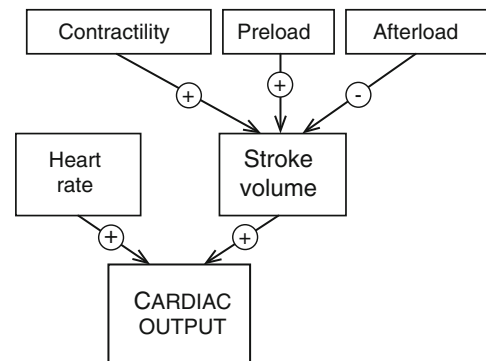 Contractility
Preload
Afterload
+
+
-
Heart
rate
Stroke
volume
+
+
CARDIAC
OUTPUT